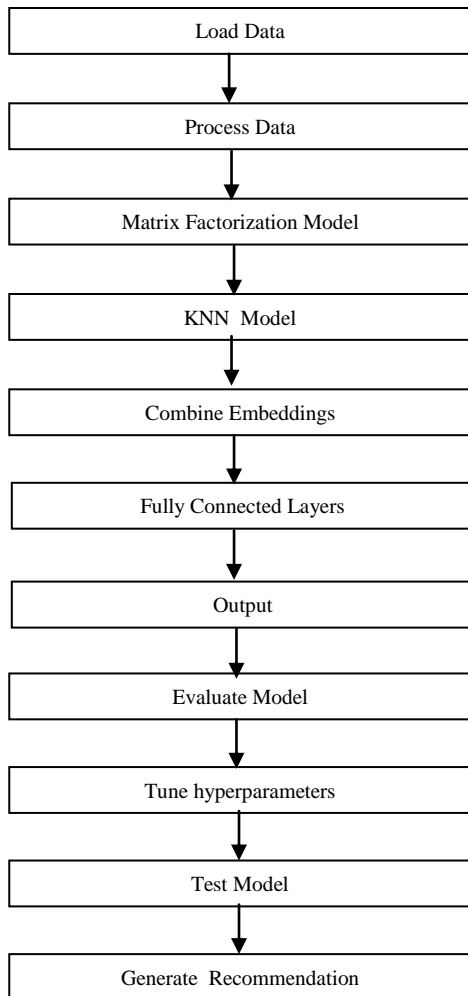 Load Data
Process Data
Matrix Factorization Model
KNN Model
Combine Embeddings
Fully Connected Layers
Output
Evaluate Model
Tune hyperparameters
Test Model
Generate Recommendation